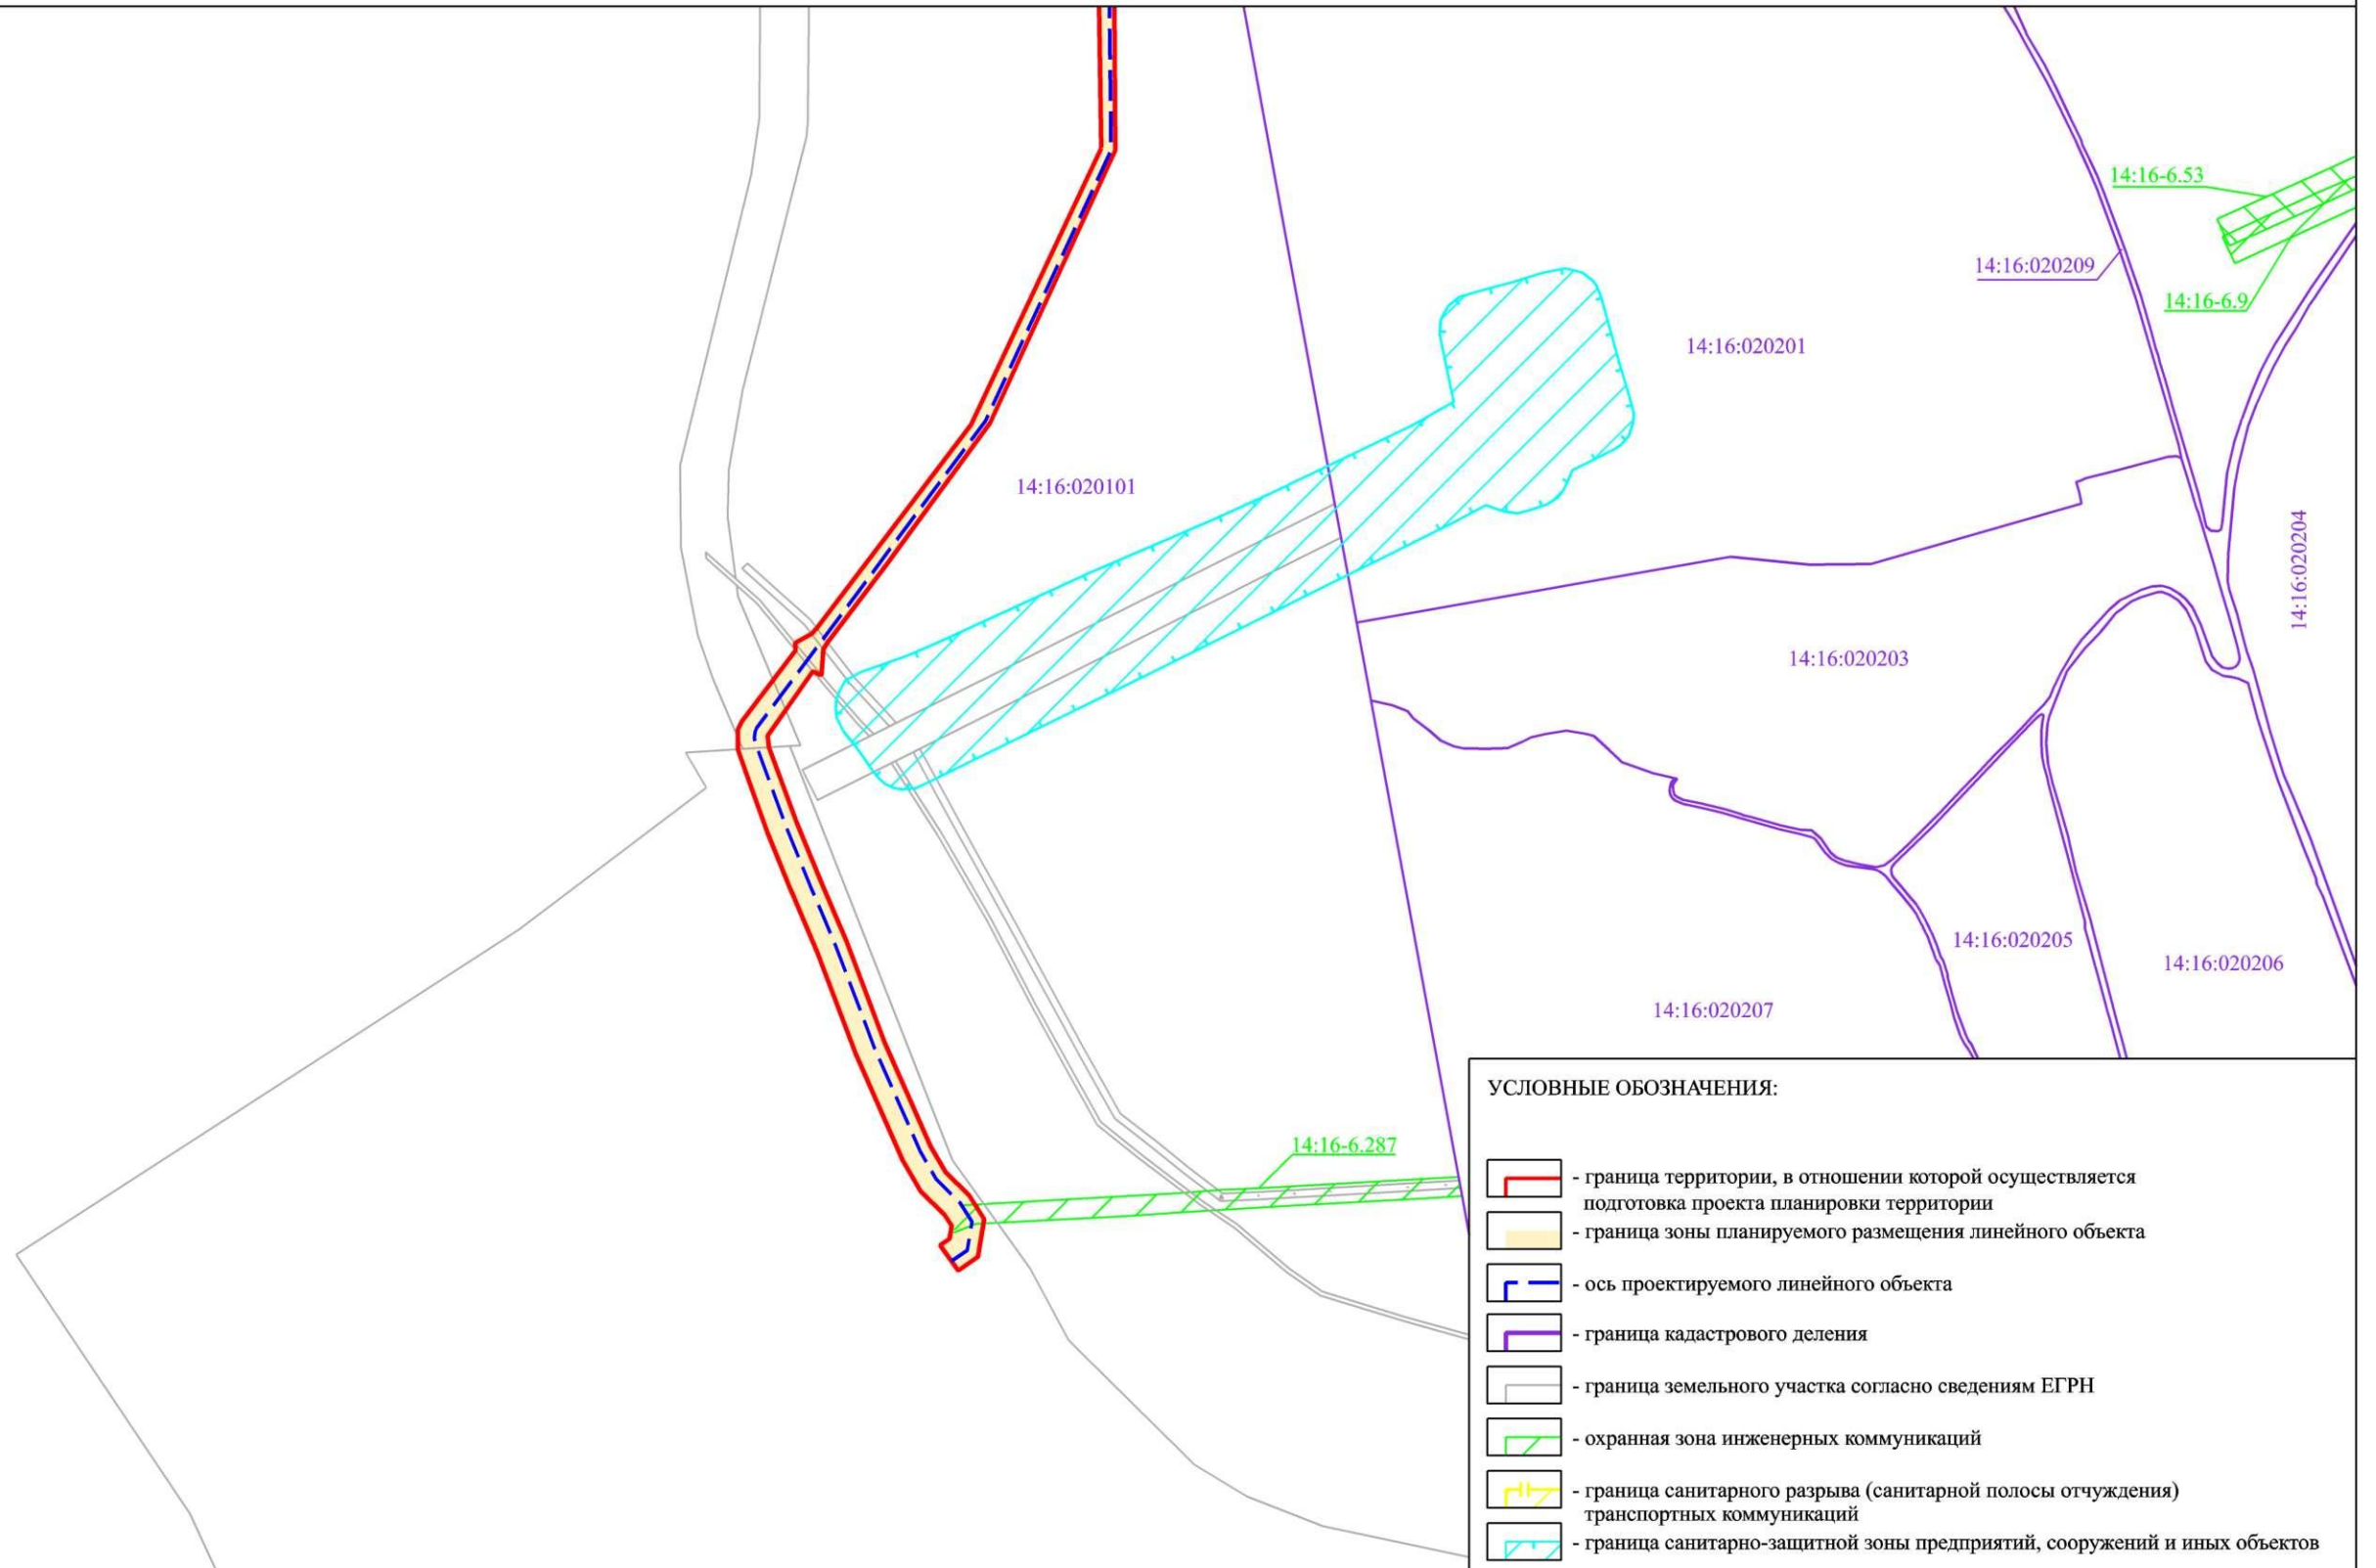 14:16-6.53
14:16:020209
14:16-6.9
14:16:020201
14:16:020101
14:16:020204
14:16:020203
14:16:020205
14:16:020206
14:16:020207
14:16-6.287
УСЛОВНЫЕ ОБОЗНАЧЕНИЯ:
- граница территории, в отношении которой осуществляется
подготовка проекта планировки территории
- граница зоны планируемого размещения линейного объекта
- ось проектируемого линейного объекта
- граница кадастрового деления
- граница земельного участка согласно сведениям ЕГРН
- охранная зона инженерных коммуникаций
- граница санитарного разрыва (санитарной полосы отчуждения)
транспортных коммуникаций
- граница санитарно-защитной зоны предприятий, сооружений и иных объектов